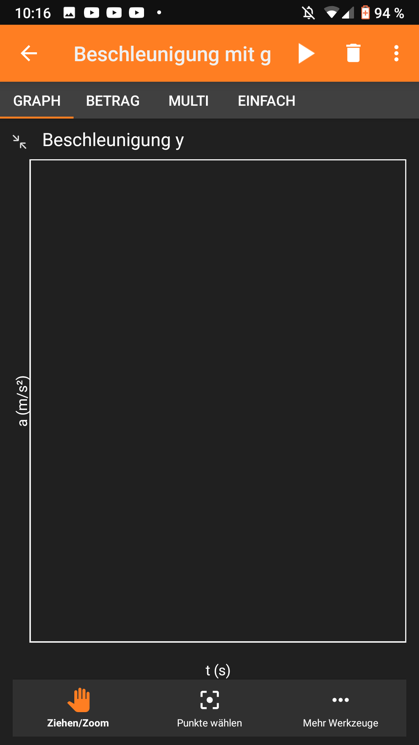 10:16
94 %
Beschleunigung mit g
GRAPH BETRAG MULTI EINFACH
Beschleunigung y
a (m/s²)
t (s)
Ziehen/Zoom Punkte wählen Mehr Werkzeuge